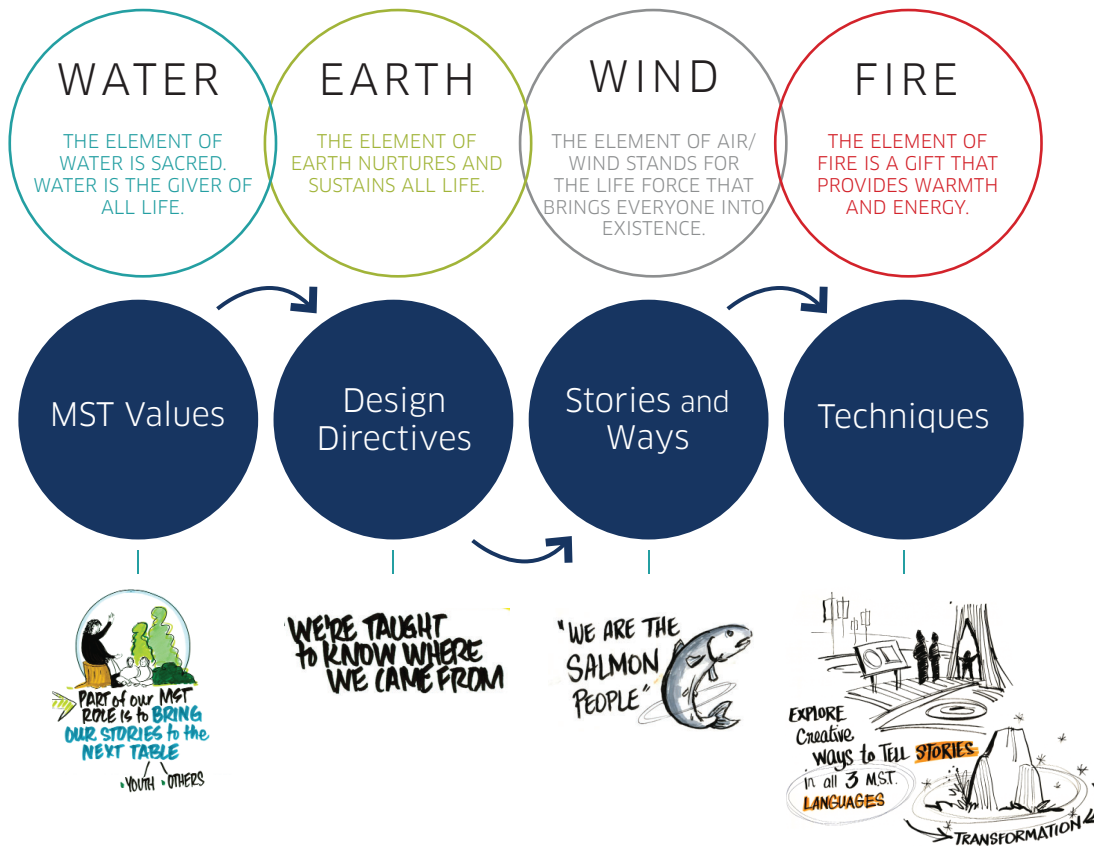 WATER
THE ELEMENT OF
WATER IS SACRED.
WATER IS THE GIVER OF
ALL LIFE.
EARTH
THE ELEMENT OF
EARTH NURTURES AND
SUSTAINS ALL LIFE.
WIND
THE ELEMENT OF AIR/
WIND STANDS FOR
THE LIFE FORCE THAT
BRINGS EVERYONE INTO
EXISTENCE.
FIRE
THE ELEMENT OF
FIRE IS A GIFT THAT
PROVIDES WARMTH
AND ENERGY.
MST Values
Design
Directives
Stories and
Ways
Techniques
PART of our MST
ROLE is to BRING
OUR STORIES to the
NEXT TABLE
• YOUTH • OTHERS
WE'RE TAUGHT
to KNOW WHERE
WE CAME FROM
"WE ARE THE
SALMON
PEOPLE"
EXPLORE
Creative
WAYS to TELL STORIES
in all 3 M.S.T.
LANGUAGES
TRANSFORMATION